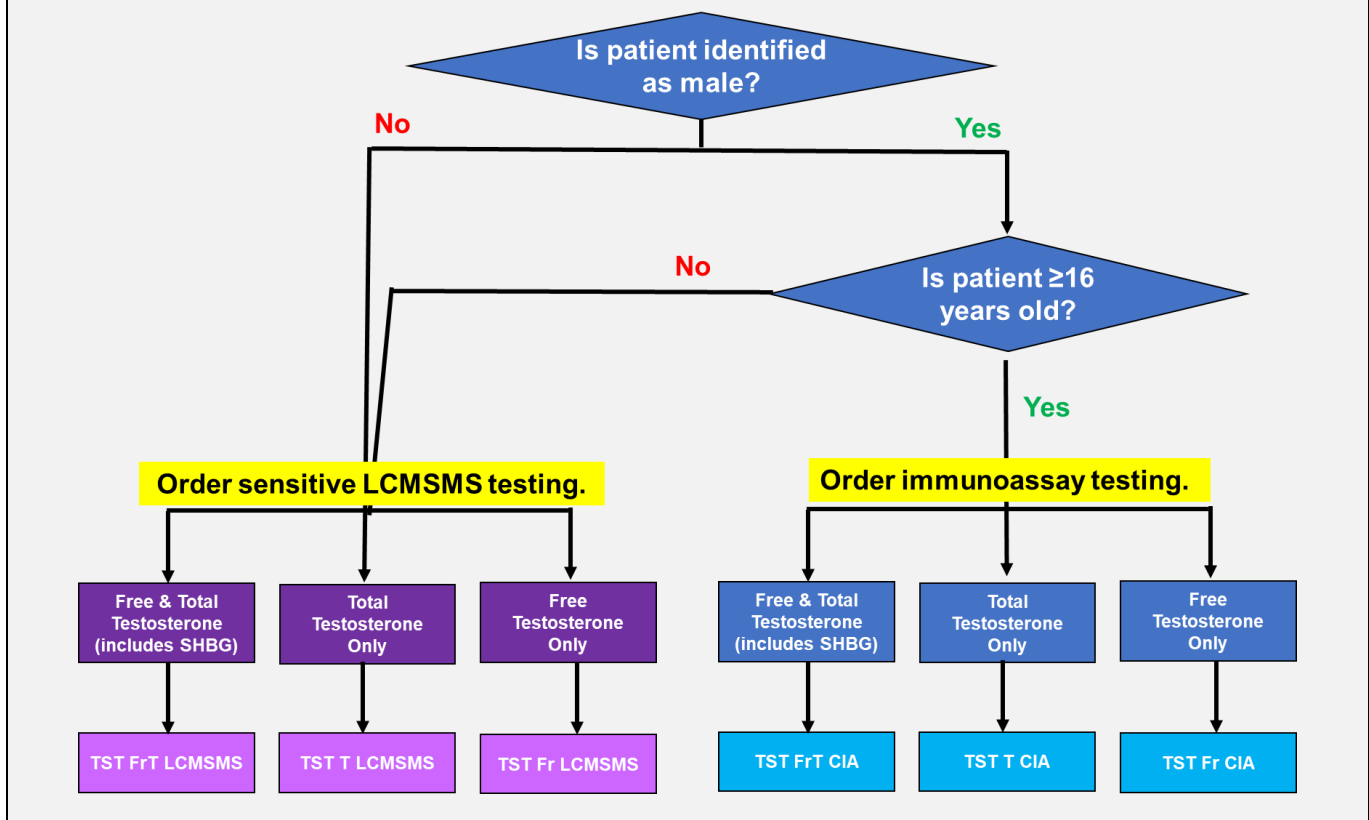 Is patient identified
as male?
No
Yes
No
Is patient ≥16
years old?
Yes
Order sensitive LCMSMS testing.
Order immunoassay testing.
Free & Total
Testosterone
(includes SHBG)
Total
Testosterone
Only
Free
Testosterone
Only
Free & Total
Testosterone
(includes SHBG)
Total
Testosterone
Only
Free
Testosterone
Only
TST FrT LCMSMS
TST T LCMSMS
TST Fr LCMSMS
TST FrT CIA
TST T CIA
TST Fr CIA